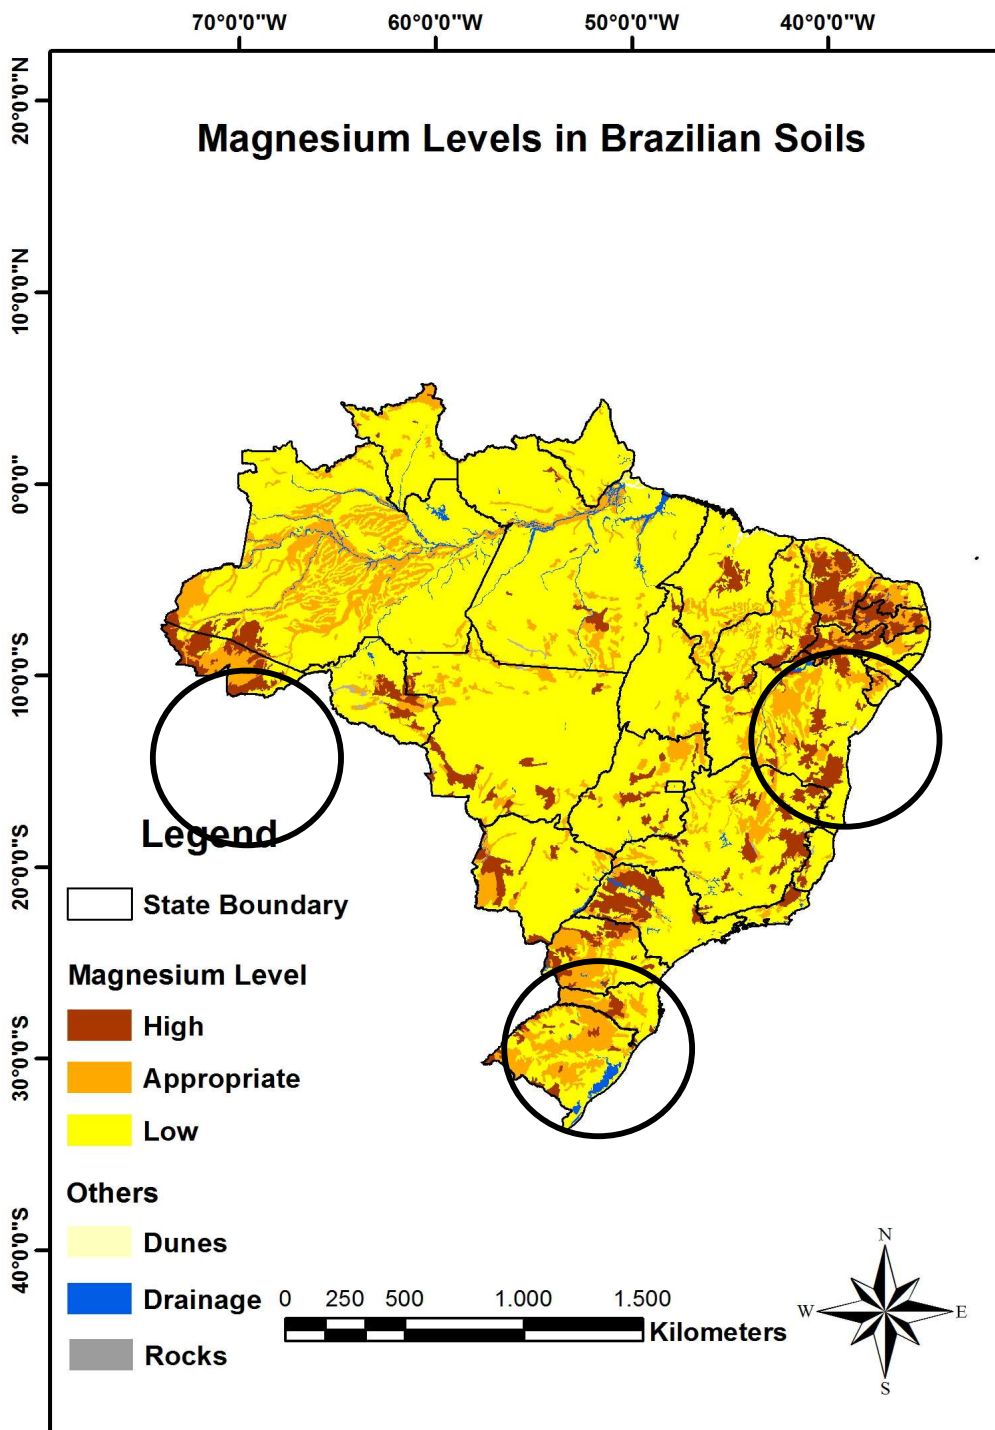 70°0'0"W 60°0'0"W 50°0'0"W 40°0'0"W
20°0'0"N
Magnesium Levels in Brazilian Soils
10°0'0"N
0°0'0"
10°0'0"S
Legend
20°0'0"S
State Boundary
Magnesium Level
High
30°0'0"S
Appropriate
Low
Others
Dunes
40°0'0"S
Drainage
Rocks
0 250 500 1.000 1.500
Kilometers
N
W E
S